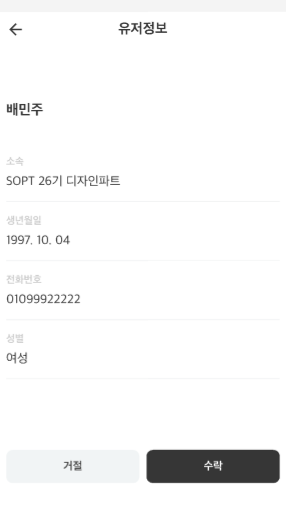 유저정보
배민주
소속
SOPT 26기 디자인파트
생년월일
1997. 10. 04
전화번호
01099922222
성별
여성
거절
수락